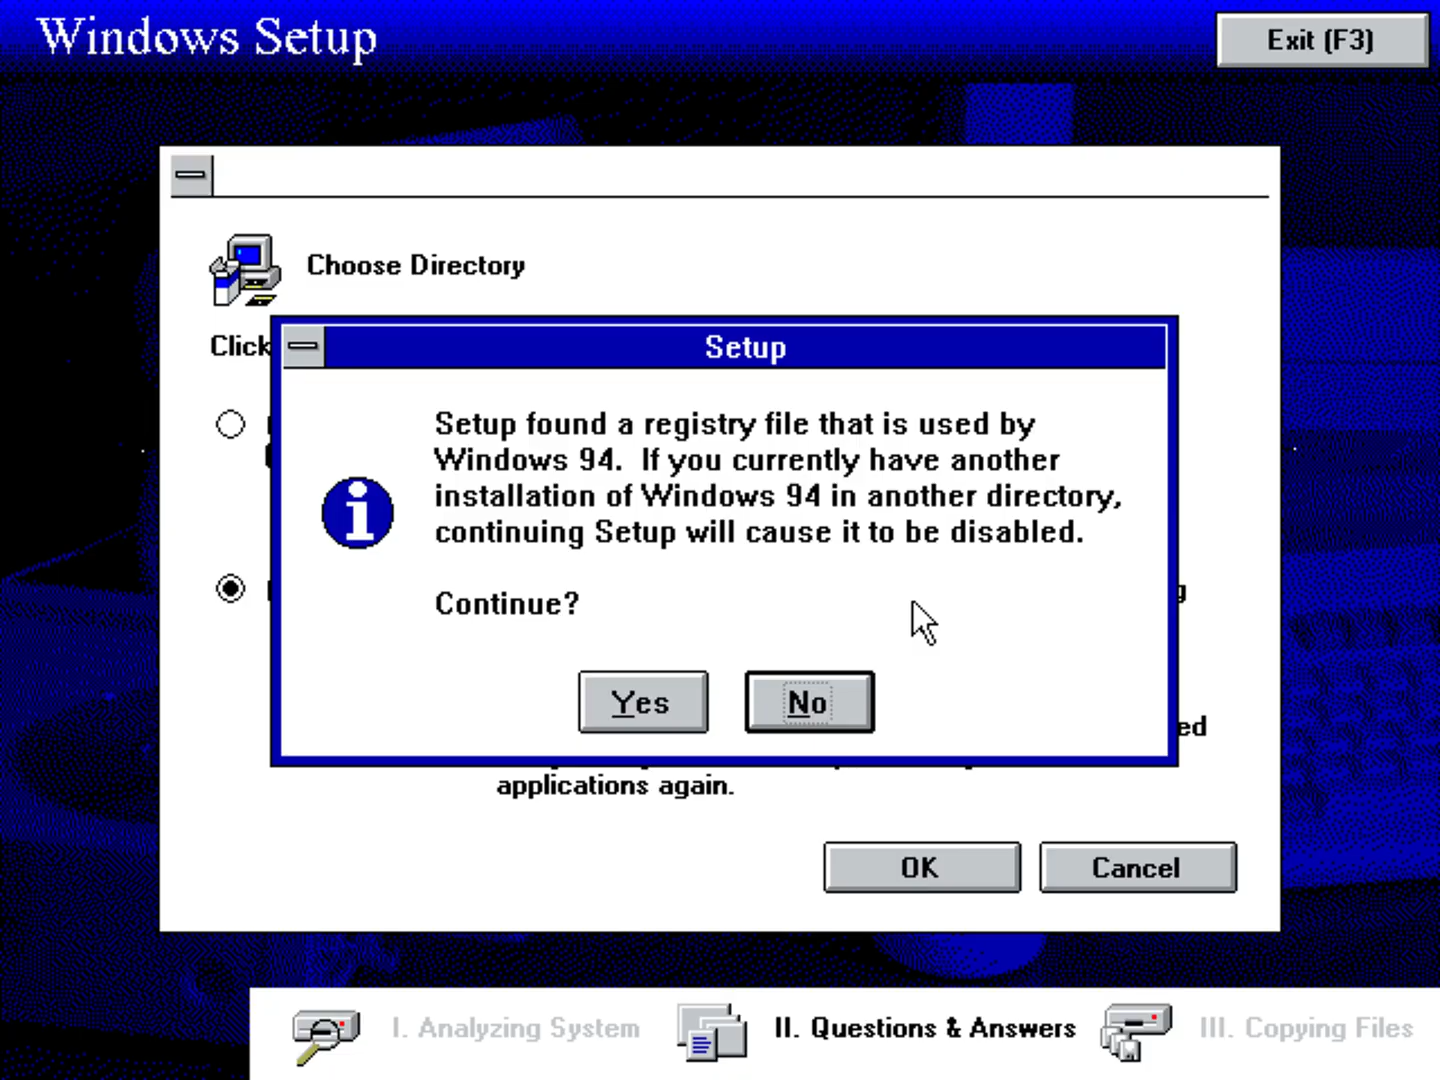 Windows Setup
Exit (F3)
Choose Directory
Click
Setup
Setup found a registry file that is used by
Windows 94.  If you currently have another
installation of Windows 94 in another directory,
continuing Setup will cause it to be disabled.
Continue?
Yes
No
applications again.
OK
Cancel
I. Analyzing System
II. Questions & Answers
III. Copying Files